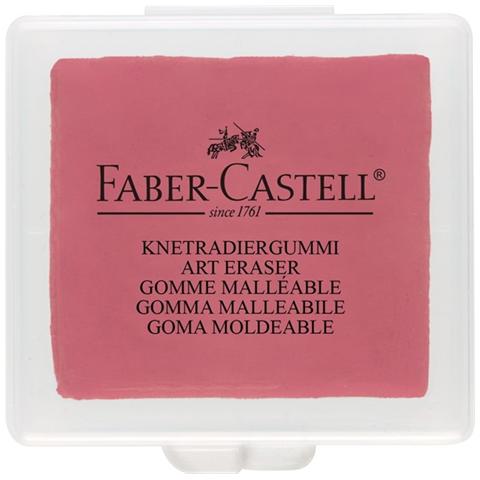 FABER-CASTELL®
since 1761
KNETRADIERGUMMI
ART ERASER
GOMME MALLÉABLE
GOMMA MALLEABILE
GOMA MOLDEABLE